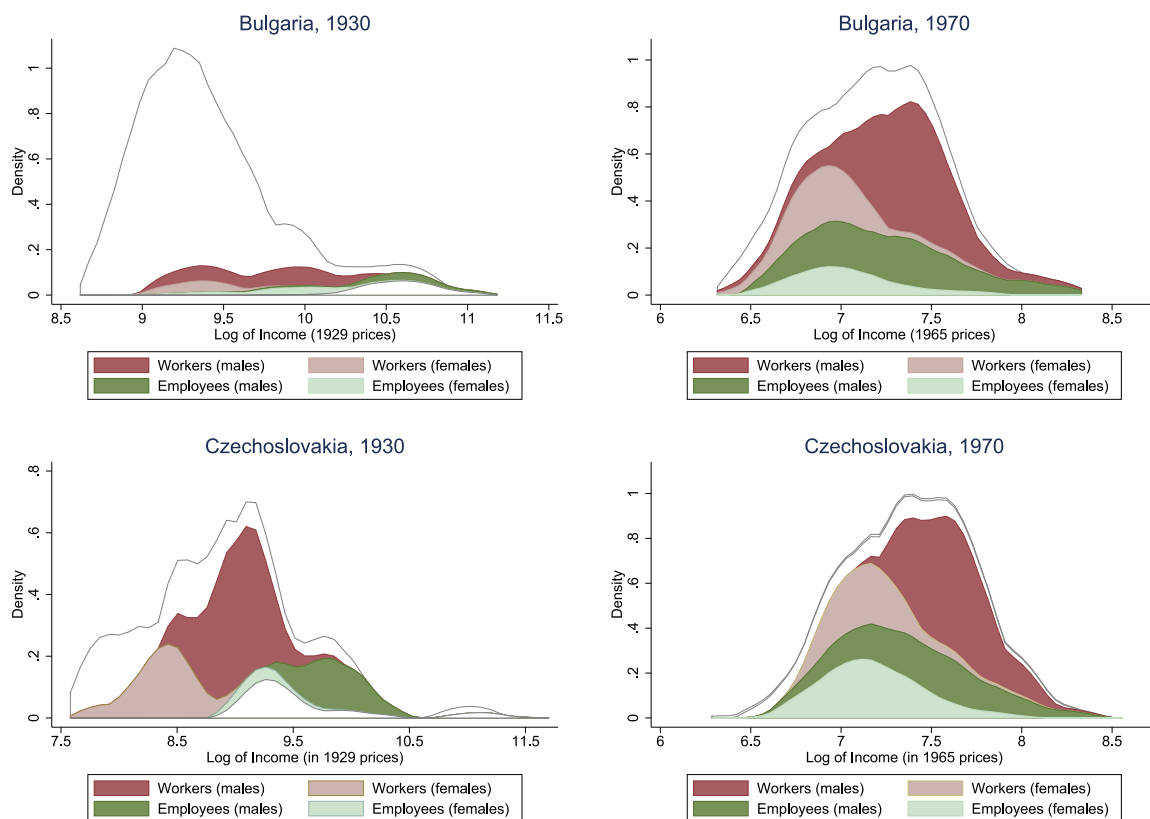 Bulgaria, 1930
Density
0 .2 .4 .6 .8 1
8.5 9 9.5 10 10.5 11 11.5
Log of Income (1929 prices)
Workers (males) Workers (females)
Employees (males) Employees (females)
Bulgaria, 1970
Density
0 .2 .4 .6 .8 1
6 6.5 7 7.5 8 8.5
Log of Income (1965 prices)
Workers (males) Workers (females)
Employees (males) Employees (females)
Czechoslovakia, 1930
Density
0 .2 .4 .6 .8
7.5 8.5 9.5 10.5 11.5
Log of Income (in 1929 prices)
Workers (males) Workers (females)
Employees (males) Employees (females)
Czechoslovakia, 1970
Density
0 .2 .4 .6 .8 1
6 6.5 7 7.5 8 8.5
Log of Income (in 1965 prices)
Workers (males) Workers (females)
Employees (males) Employees (females)